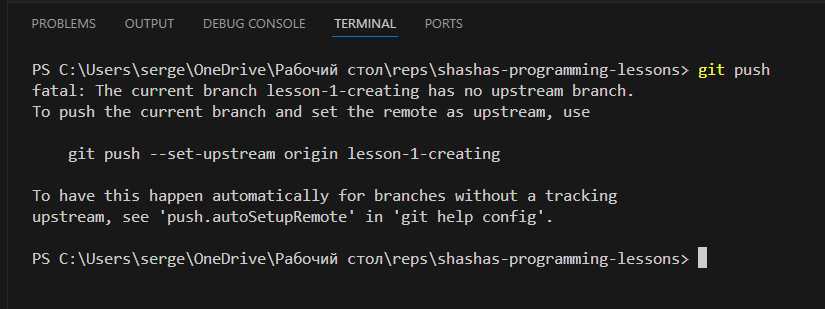 PROBLEMS OUTPUT DEBUG CONSOLE TERMINAL PORTS
PS C:\Users\serge\OneDrive\Рабочий стол\reps\shashas-programming-lessons> git push
fatal: The current branch lesson-1-creating has no upstream branch.
To push the current branch and set the remote as upstream, use
git push --set-upstream origin lesson-1-creating
To have this happen automatically for branches without a tracking
upstream, see 'push.autoSetupRemote' in 'git help config'.
PS C:\Users\serge\OneDrive\Рабочий стол\reps\shashas-programming-lessons>